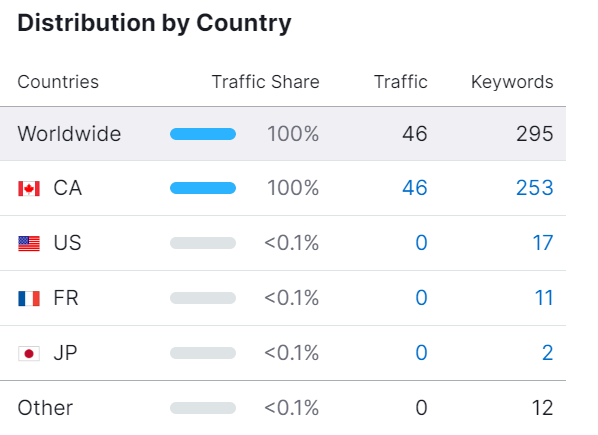 Distribution by Country
Countries Traffic Share Traffic Keywords
Worldwide 100% 46 295
CA 100% 46 253
US <0.1% 0 17
FR <0.1% 0 11
JP <0.1% 0 2
Other <0.1% 0 12